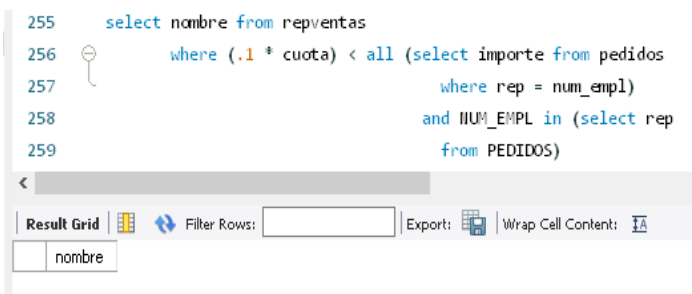 255 select nombre from repventas
256 where (.1 * cuota) < all (select importe from pedidos
257 where rep = num_empl)
258 and NUM_EMPL in (select rep
259 from PEDIDOS)
Result Grid Filter Rows: Export: Wrap Cell Content: IA
nombre